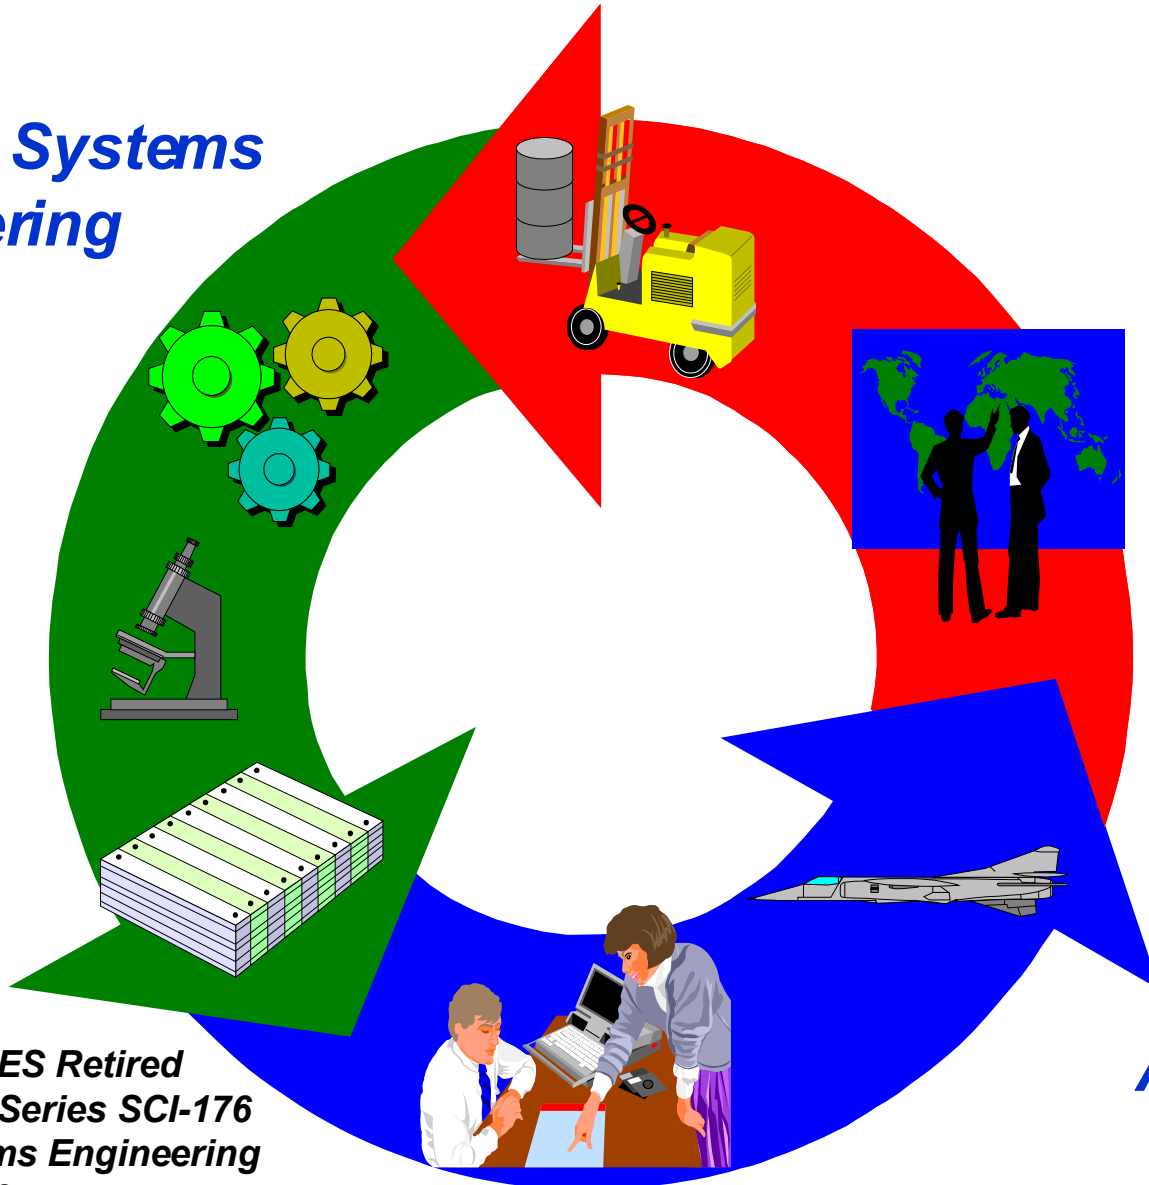 Systems
ering
ES Retired
Series SCI-176
ms Engineering